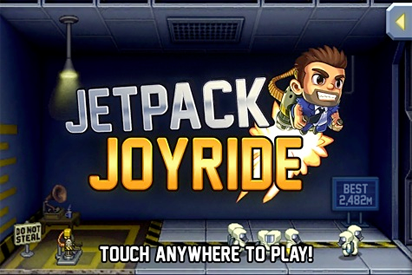 JETPACK
JOYRIDE
BEST
2,482M
DO NOT
STEAL
TOUCH ANYWHERE TO PLAY!